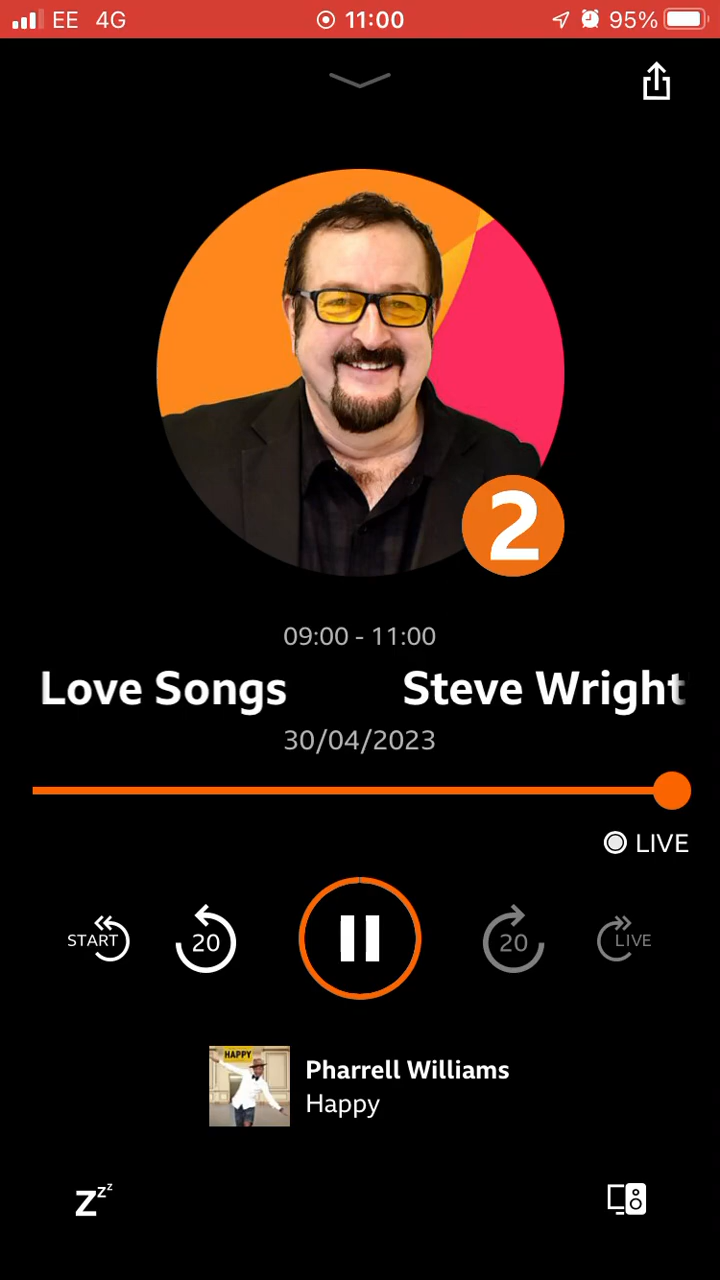 EE 4G 11:00 95%
2
09:00 - 11:00
Love Songs Steve Wright
30/04/2023
LIVE
START 20 20 LIVE
HAPPY
Pharrell Williams
Happy
zzz